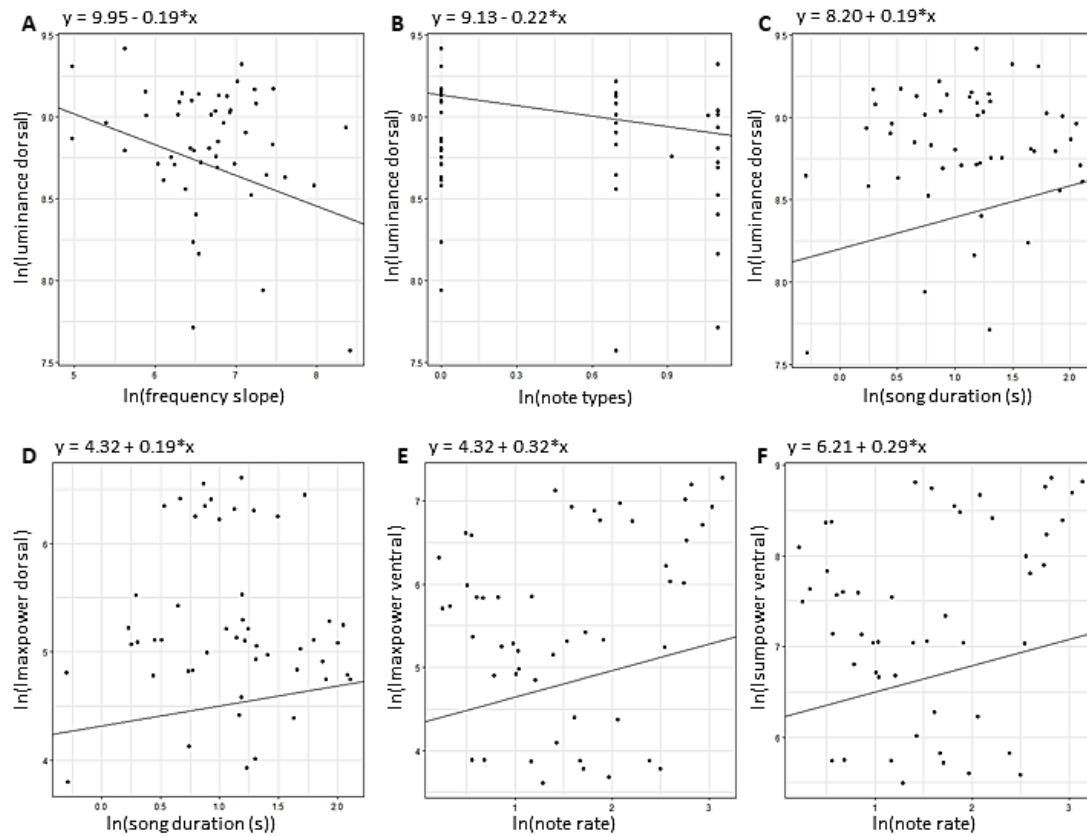 A y = 9.95 - 0.19*x
9.5
9.0
8.5
8.0
7.5
ln(luminance dorsal)
5 6 7 8
ln(frequency slope)
B y = 9.13 - 0.22*x
9.5
9.0
8.5
8.0
7.5
ln(luminance dorsal)
0.0 0.3 0.6 0.9
ln(note types)
C y = 8.20 + 0.19*x
9.5
9.0
8.5
8.0
7.5
ln(luminance dorsal)
0.0 0.5 1.0 1.5 2.0
ln(song duration (s))
D y = 4.32 + 0.19*x
6
5
4
ln(lmaxpower dorsal)
0.0 0.5 1.0 1.5 2.0
ln(song duration (s))
E y = 4.32 + 0.32*x
7
6
5
4
ln(lmaxpower ventral)
1 2 3
ln(note rate)
F y = 6.21 + 0.29*x
9
8
7
6
ln(lsumpower ventral)
1 2 3
ln(note rate)